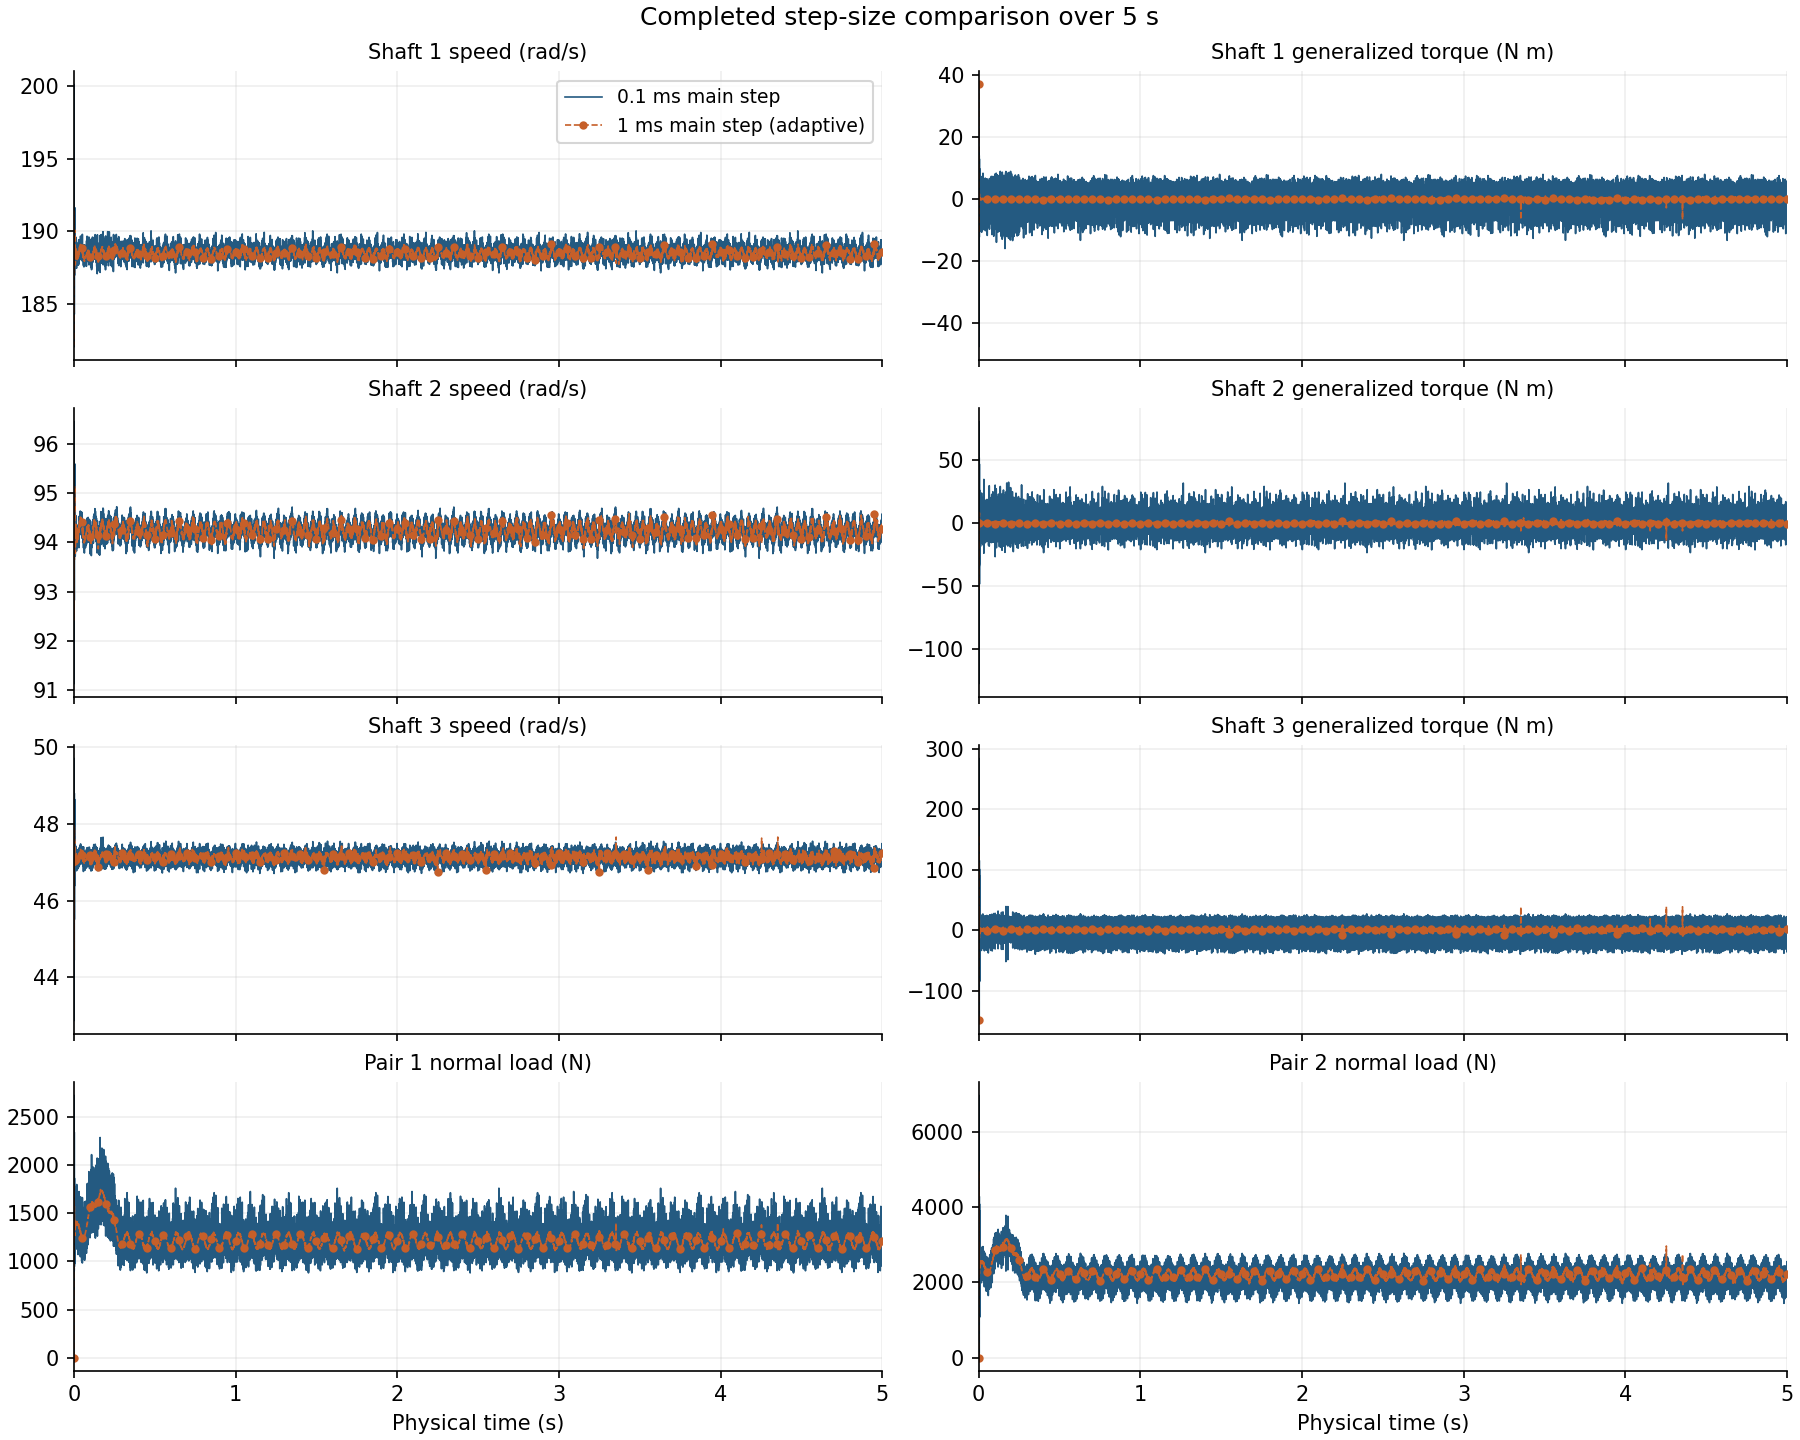 Completed step-size comparison over 5 s
Shaft 1 speed (rad/s)
200
195
190
185
0.1 ms main step
1 ms main step (adaptive)
Shaft 1 generalized torque (N m)
40
20
0
−20
−40
Shaft 2 speed (rad/s)
96
95
94
93
92
91
Shaft 2 generalized torque (N m)
50
0
−50
−100
Shaft 3 speed (rad/s)
50
48
46
44
Shaft 3 generalized torque (N m)
300
200
100
0
−100
Pair 1 normal load (N)
2500
2000
1500
1000
500
0
0 1 2 3 4 5
Physical time (s)
Pair 2 normal load (N)
6000
4000
2000
0
0 1 2 3 4 5
Physical time (s)